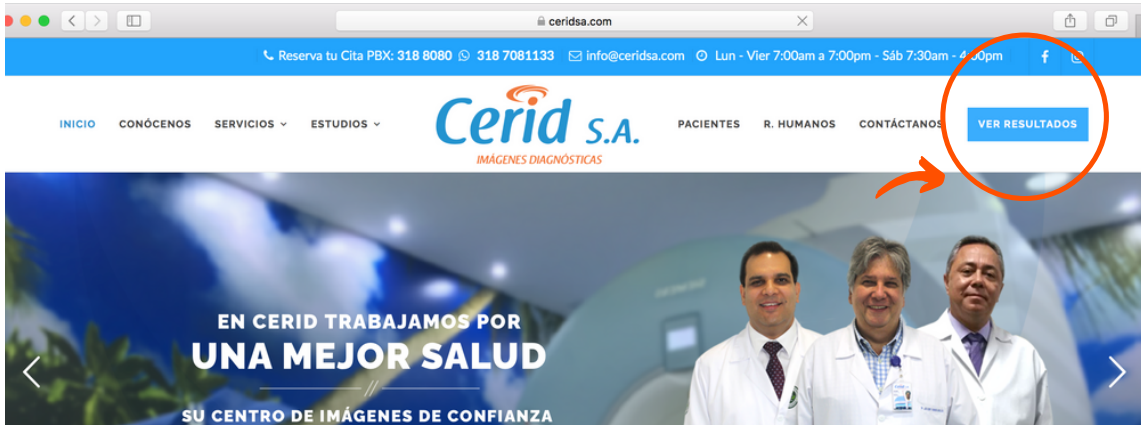 ceridsa.com
Reserva tu Cita PBX: 318 8080 318 7081133 info@ceridsa.com Lun - Vier 7:00am a 7:00pm - Sáb 7:30am - 4:00pm
INICIO CONÓCENOS SERVICIOS ESTUDIOS Cerid S.A. PACIENTES R. HUMANOS CONTÁCTANOS VER RESULTADOS
IMÁGENES DIAGNÓSTICAS
EN CERID TRABAJAMOS POR
UNA MEJOR SALUD
//
SU CENTRO DE IMÁGENES DE CONFIANZA